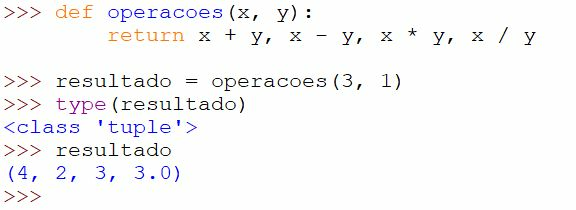 >>> def operacoes(x, y):
        return x + y, x - y, x * y, x / y
>>> resultado = operacoes(3, 1)
>>> type(resultado)
<class 'tuple'>
>>> resultado
(4, 2, 3, 3.0)
>>>